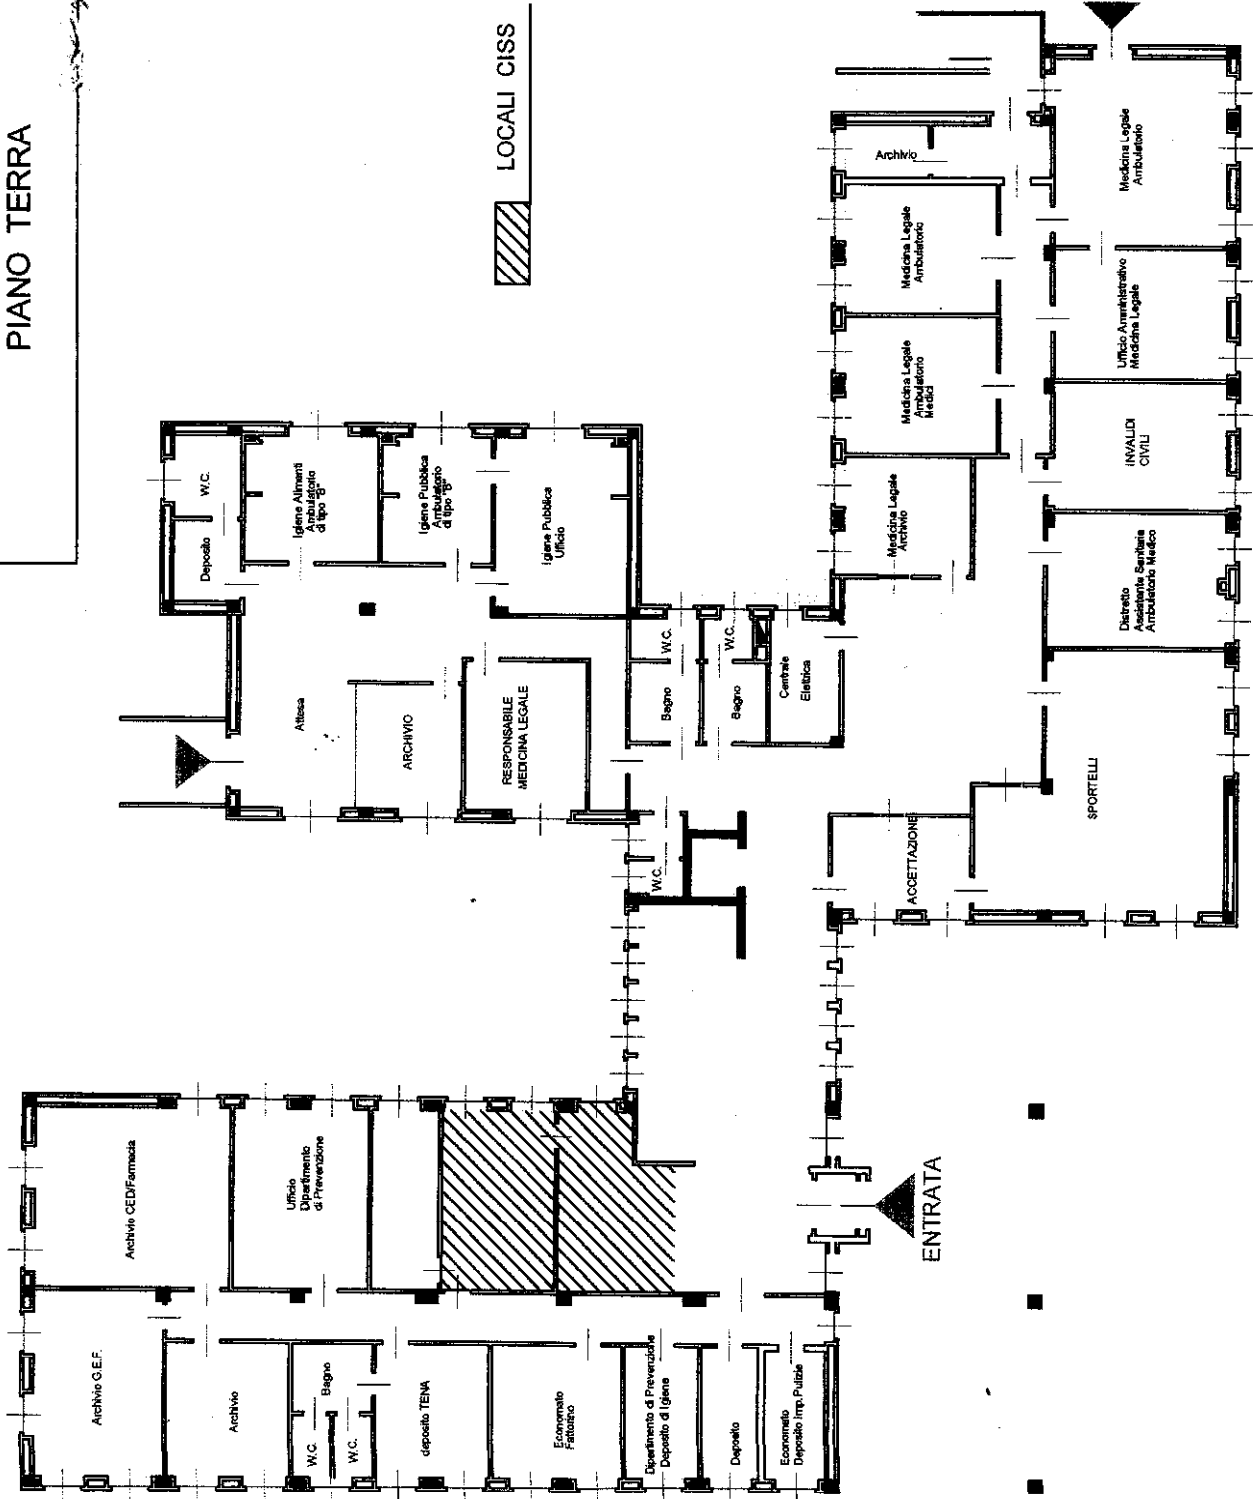 PIANO TERRA
LOCALI CISS
Archivio
Medicina Legale
Ambulatorio
Medicina Legale
Ambulatorio
Medicina Legale
Ambulatorio
Medici
Ufficio Amministrativo
Medicina Legale
INVALIDI
CIVILI
Medicina Legale
Archivio
Distretto
Assistente Sanitaria
Ambulatorio Medico
W.C.
Deposito
Igiene Alimenti
Ambulatorio
di tipo "B"
Igiene Pubblica
Ambulatorio
di tipo "B"
Igiene Pubblica
Ufficio
Attesa
ARCHIVIO
RESPONSABILE
MEDICINA LEGALE
W.C.
Bagno
W.C.
Bagno
Centrale
Elettrica
SPORTELLI
ACCETTAZIONE
W.C.
Archivio CED/Farmacia
Ufficio
Dipartimento
di Prevenzione
ENTRATA
Archivio G.E.F.
Archivio
Bagno
W.C.
W.C.
deposito TENA
Economato
Fattorino
Dipartimento di Prevenzione
Deposito di Igiene
Deposito
Economato
Deposito Imp.Pulizie